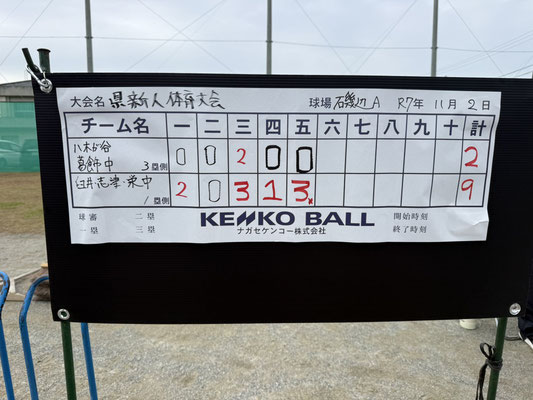 大会名 県新人体育大会 球場 磯辺A R7年 11月 2日
チーム名 一 二 三 四 五 六 七 八 九 十 計
八木が谷
葛飾中 3塁側 0 0 2 0 0 2
臼井・志津・栄中
1塁側 2 0 3 1 3x 9
球審 二塁 KENKO BALL 開始時刻
一塁 三塁 ナガセケンコー株式会社 終了時刻